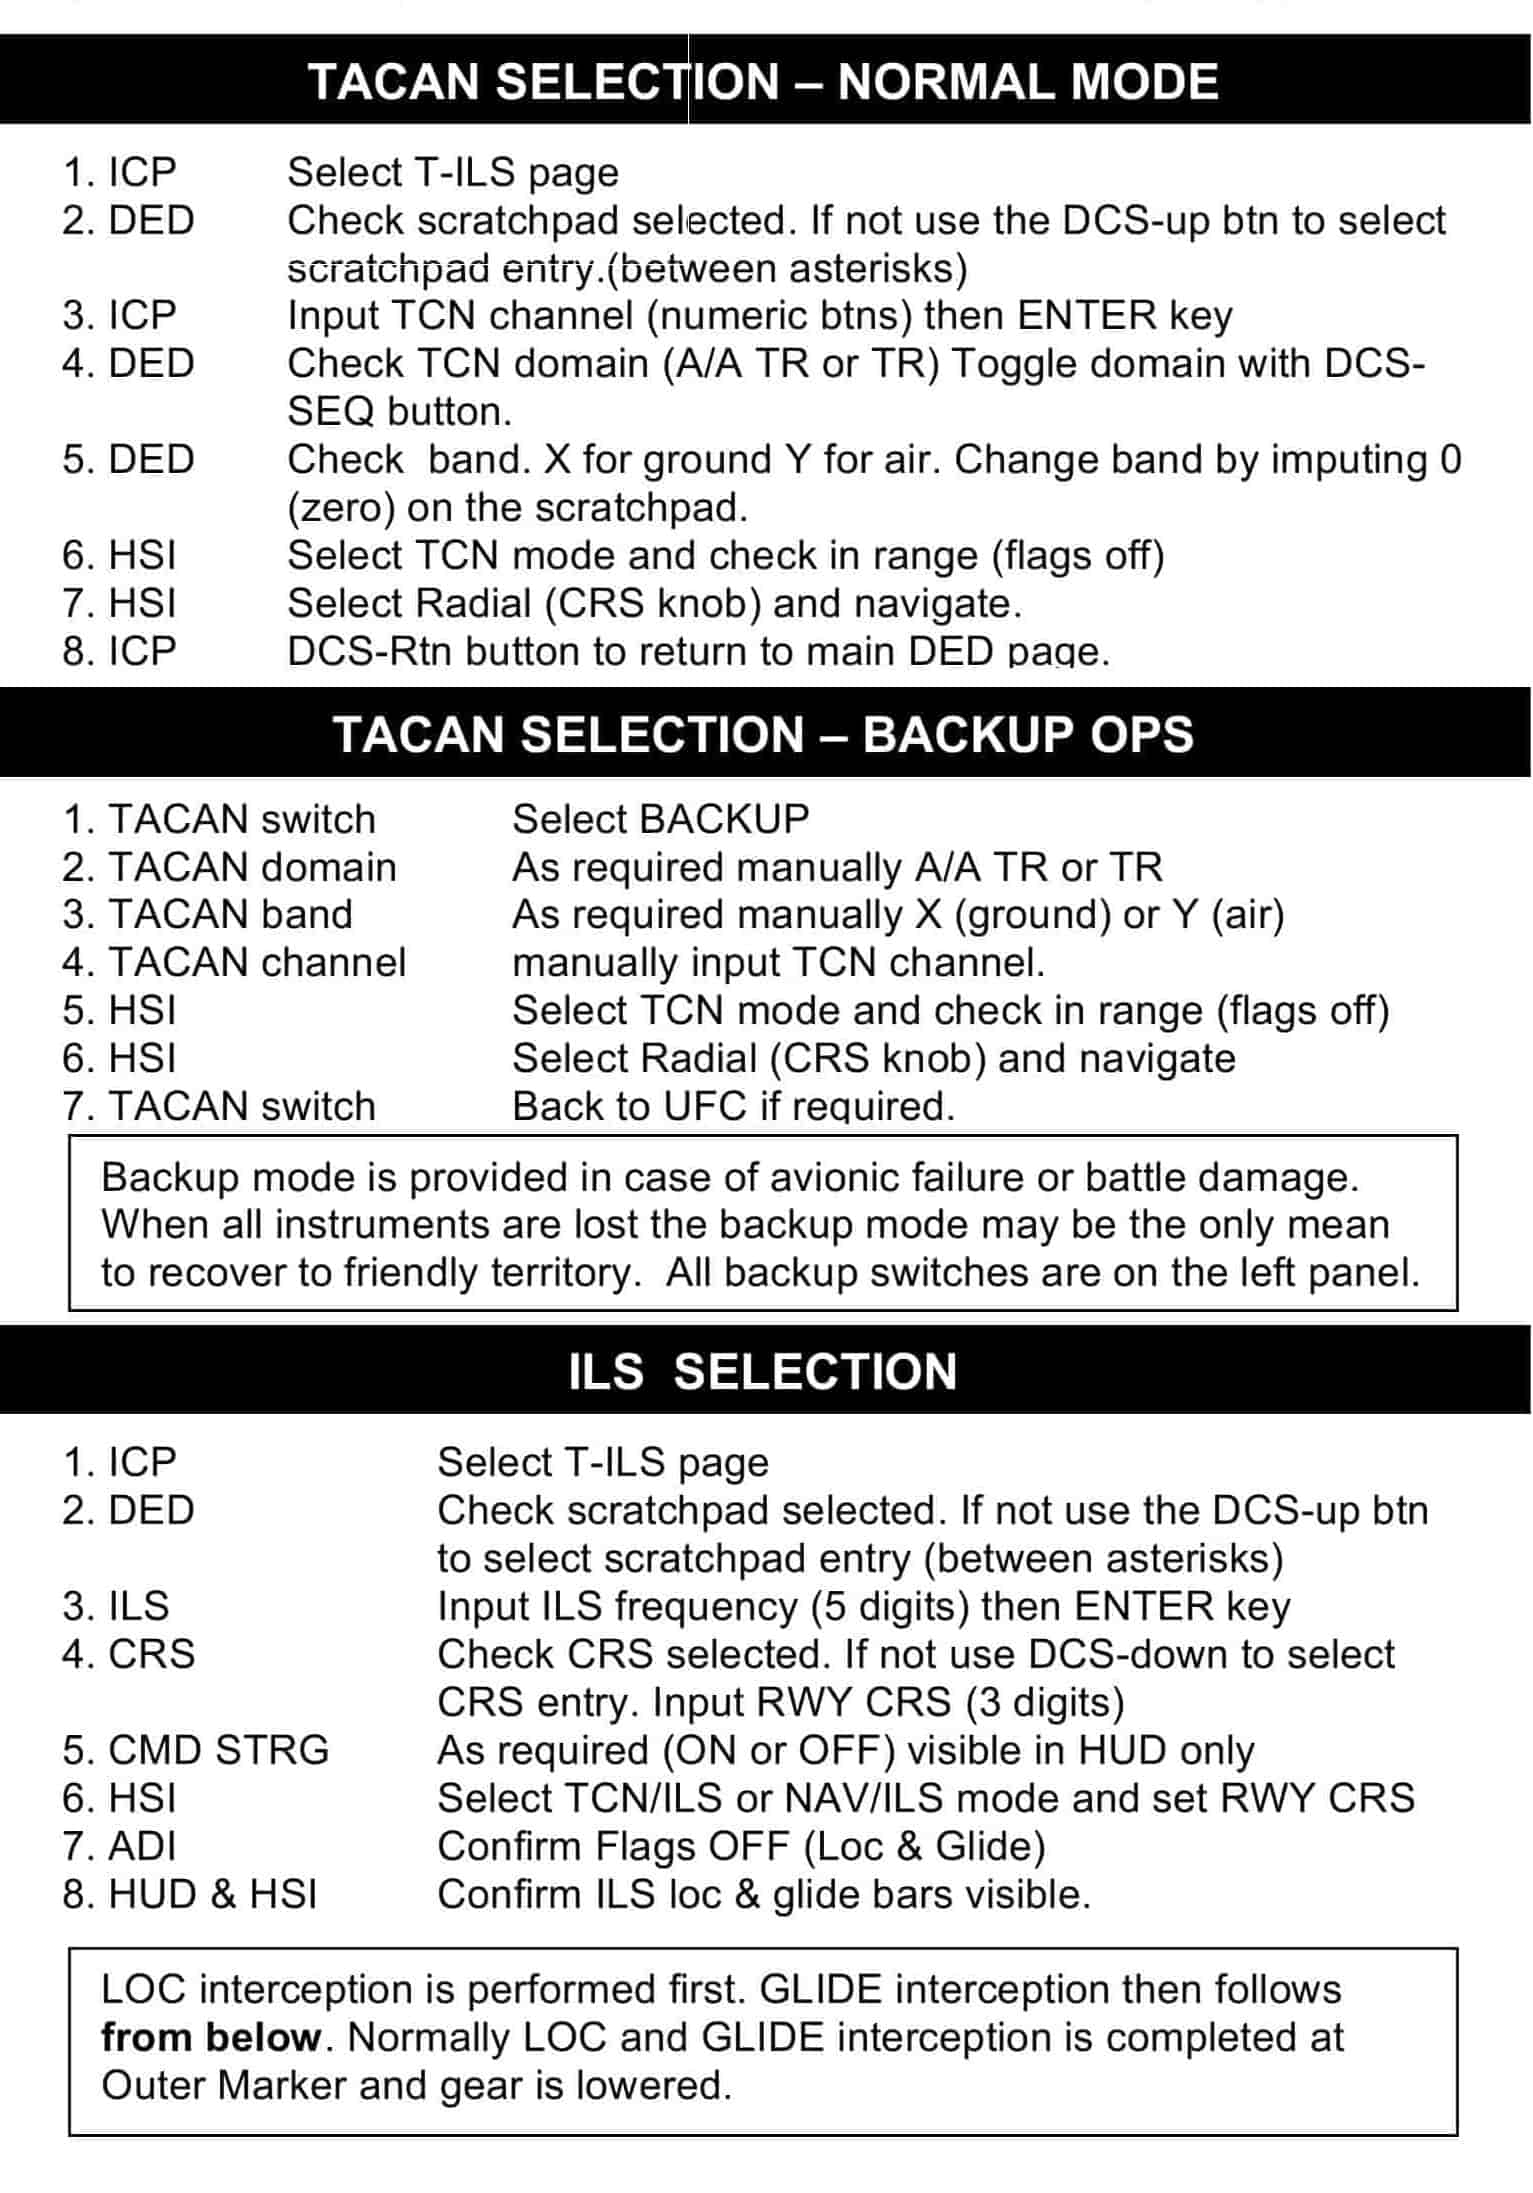 TACAN SELECTION – NORMAL MODE
1. ICP Select T-ILS page
2. DED Check scratchpad selected. If not use the DCS-up btn to select
scratchpad entry.(between asterisks)
3. ICP Input TCN channel (numeric btns) then ENTER key
4. DED Check TCN domain (A/A TR or TR) Toggle domain with DCS-
SEQ button.
5. DED Check  band. X for ground Y for air. Change band by imputing 0
(zero) on the scratchpad.
6. HSI Select TCN mode and check in range (flags off)
7. HSI Select Radial (CRS knob) and navigate.
8. ICP DCS-Rtn button to return to main DED page.
TACAN SELECTION – BACKUP OPS
1. TACAN switch Select BACKUP
2. TACAN domain As required manually A/A TR or TR
3. TACAN band As required manually X (ground) or Y (air)
4. TACAN channel manually input TCN channel.
5. HSI Select TCN mode and check in range (flags off)
6. HSI Select Radial (CRS knob) and navigate
7. TACAN switch Back to UFC if required.
Backup mode is provided in case of avionic failure or battle damage.
When all instruments are lost the backup mode may be the only mean
to recover to friendly territory.  All backup switches are on the left panel.
ILS  SELECTION
1. ICP Select T-ILS page
2. DED Check scratchpad selected. If not use the DCS-up btn
to select scratchpad entry (between asterisks)
3. ILS Input ILS frequency (5 digits) then ENTER key
4. CRS Check CRS selected. If not use DCS-down to select
CRS entry. Input RWY CRS (3 digits)
5. CMD STRG As required (ON or OFF) visible in HUD only
6. HSI Select TCN/ILS or NAV/ILS mode and set RWY CRS
7. ADI Confirm Flags OFF (Loc & Glide)
8. HUD & HSI Confirm ILS loc & glide bars visible.
LOC interception is performed first. GLIDE interception then follows
from below. Normally LOC and GLIDE interception is completed at
Outer Marker and gear is lowered.